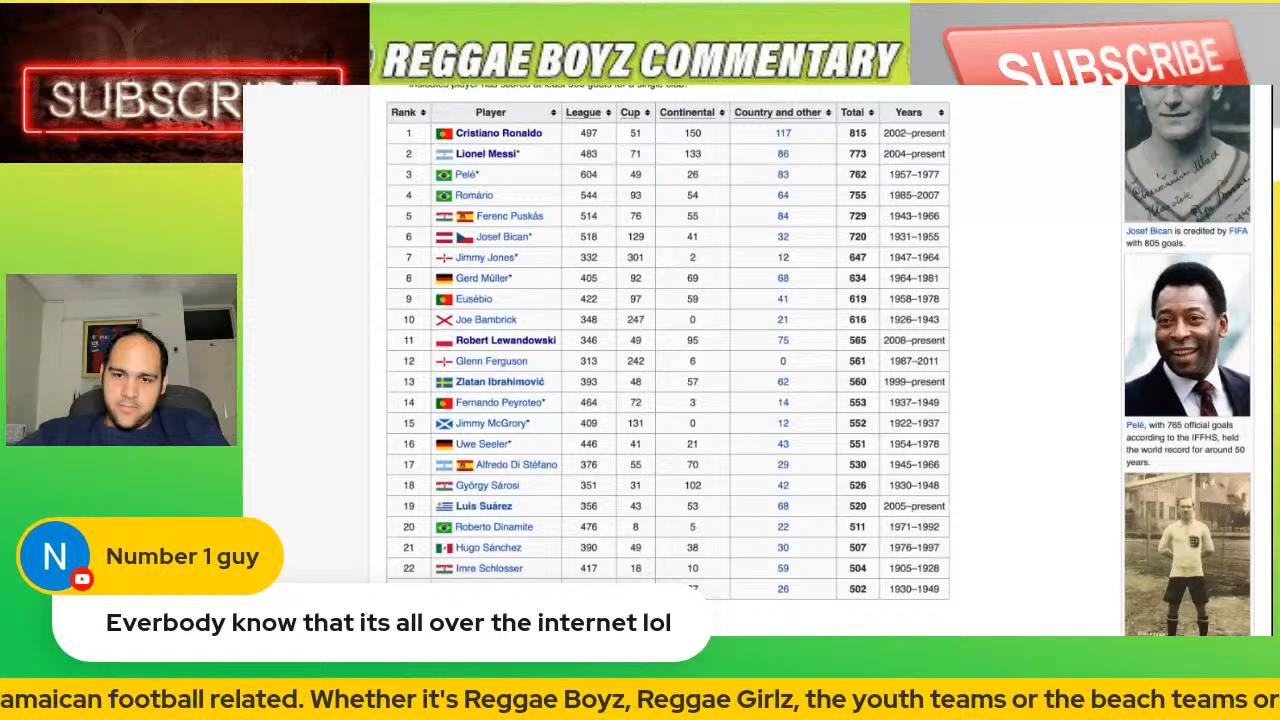 SUBSCR
REGGAE BOYZ COMMENTARY
SUBSCRIBE
Rank Player League Cup Continental Country and other Total Years
1 Cristiano Ronaldo 497 51 150 117 815 2002–present
2 Lionel Messi* 483 71 133 86 773 2004–present
3 Pelé* 604 49 26 83 762 1957–1977
4 Romário 544 93 54 64 755 1985–2007
5 Ferenc Puskás 514 76 55 84 729 1943–1966
6 Josef Bican* 518 129 41 32 720 1931–1955
7 Jimmy Jones* 332 301 2 12 647 1947–1964
8 Gerd Müller* 405 92 69 68 634 1964–1981
9 Eusébio 422 97 59 41 619 1958–1978
10 Joe Bambrick 348 247 0 21 616 1926–1943
11 Robert Lewandowski 346 49 95 75 565 2008–present
12 Glenn Ferguson 313 242 6 0 561 1987–2011
13 Zlatan Ibrahimović 393 48 57 62 560 1999–present
14 Fernando Peyroteo* 464 72 3 14 553 1937–1949
15 Jimmy McGrory* 409 131 0 12 552 1922–1937
16 Uwe Seeler* 446 41 21 43 551 1954–1978
17 Alfredo Di Stéfano 376 55 70 29 530 1945–1966
18 György Sárosi 351 31 102 42 526 1930–1948
19 Luis Suárez 356 43 53 68 520 2005–present
20 Roberto Dinamite 476 8 5 22 511 1971–1992
21 Hugo Sánchez 390 49 38 30 507 1976–1997
22 Imre Schlosser 417 18 10 59 504 1905–1928
26 502 1930–1949
Josef Bican is credited by FIFA
with 805 goals.
Pelé, with 765 official goals
according to the IFFHS, held
the world record for around 50
years.
N
Number 1 guy
Everbody know that its all over the internet lol
amaican football related. Whether it's Reggae Boyz, Reggae Girlz, the youth teams or the beach teams or